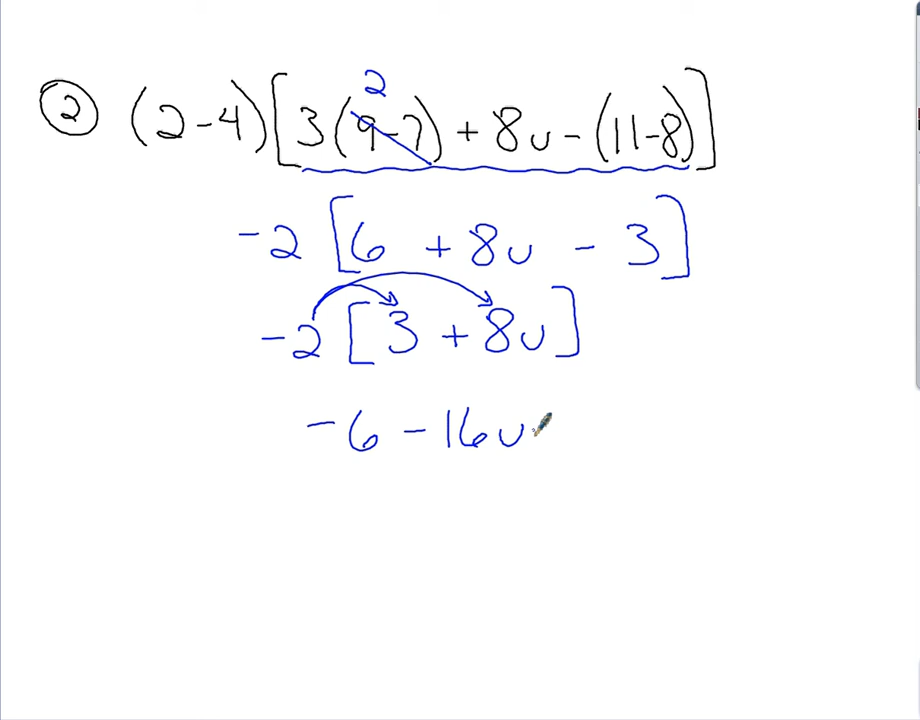 2
② (2-4)[3(9-7) + 8u - (11-8)]
-2 [6 + 8u - 3]
-2 [3 + 8u]
-6 - 16u